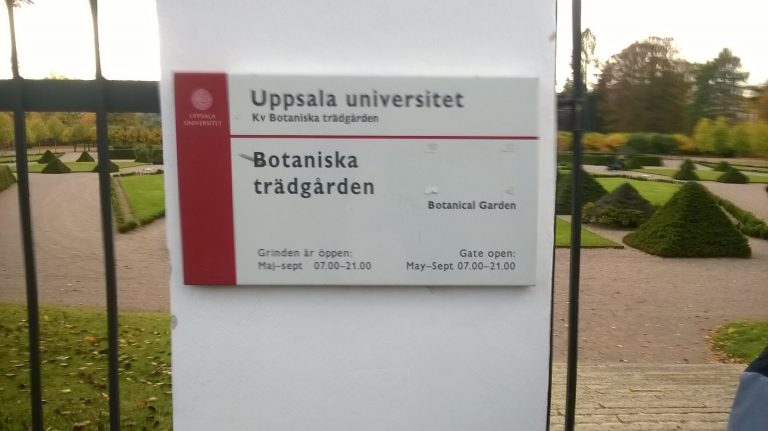 UPPSALA
UNIVERSITET
Uppsala universitet
Kv Botaniska trädgården
Botaniska
trädgården
Botanical Garden
Grinden är öppen:
Maj–sept 07.00–21.00
Gate open:
May–Sept 07.00–21.00